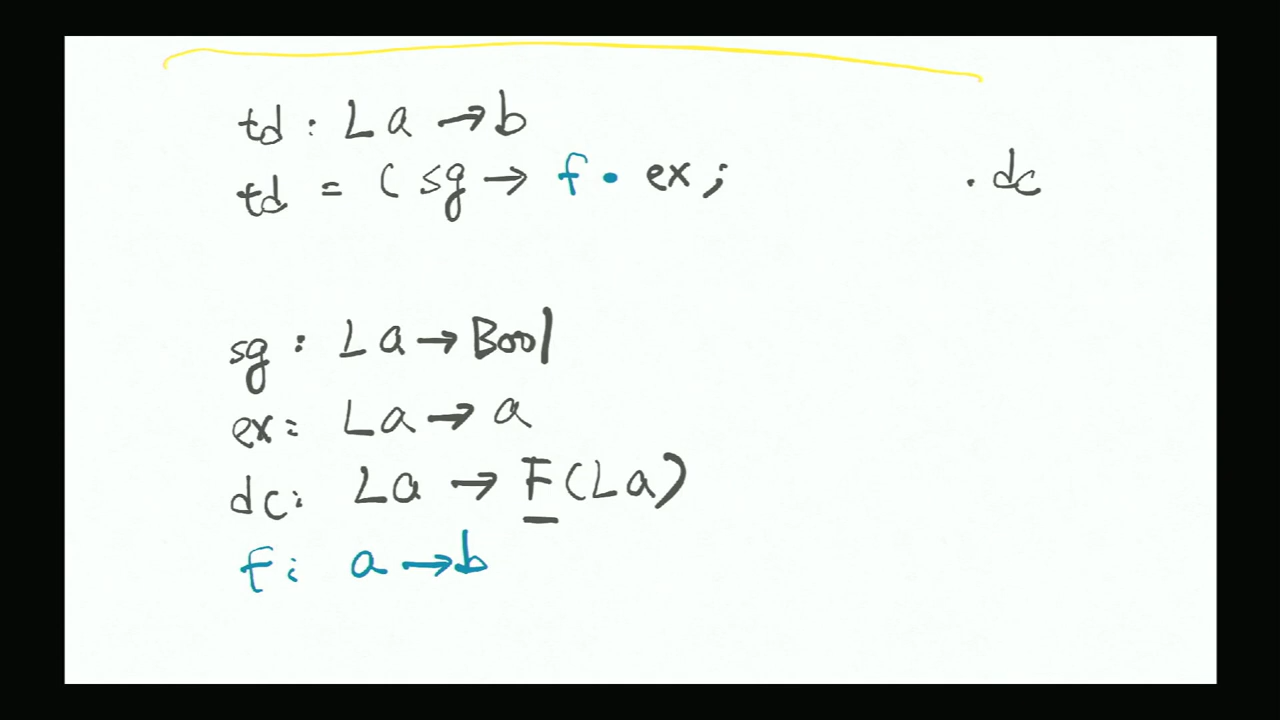 td : La → b
td = ( sg → f • ex ; . dc
sg : La → Bool
ex : La → a
dc : La → F(La)
f : a → b